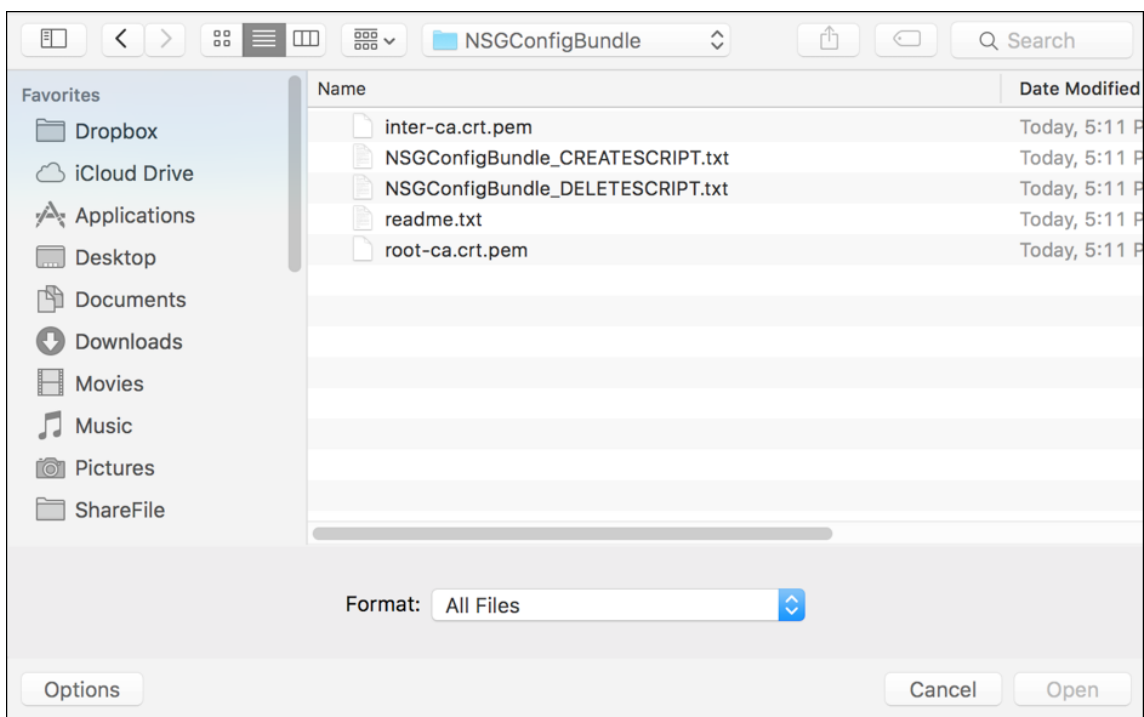 NSGConfigBundle
Search
Favorites
Dropbox
iCloud Drive
Applications
Desktop
Documents
Downloads
Movies
Music
Pictures
ShareFile
Name Date Modified
inter-ca.crt.pem Today, 5:11 P
NSGConfigBundle_CREATESCRIPT.txt Today, 5:11 P
NSGConfigBundle_DELETESCRIPT.txt Today, 5:11 P
readme.txt Today, 5:11 P
root-ca.crt.pem Today, 5:11 P
Format: All Files
Options Cancel Open